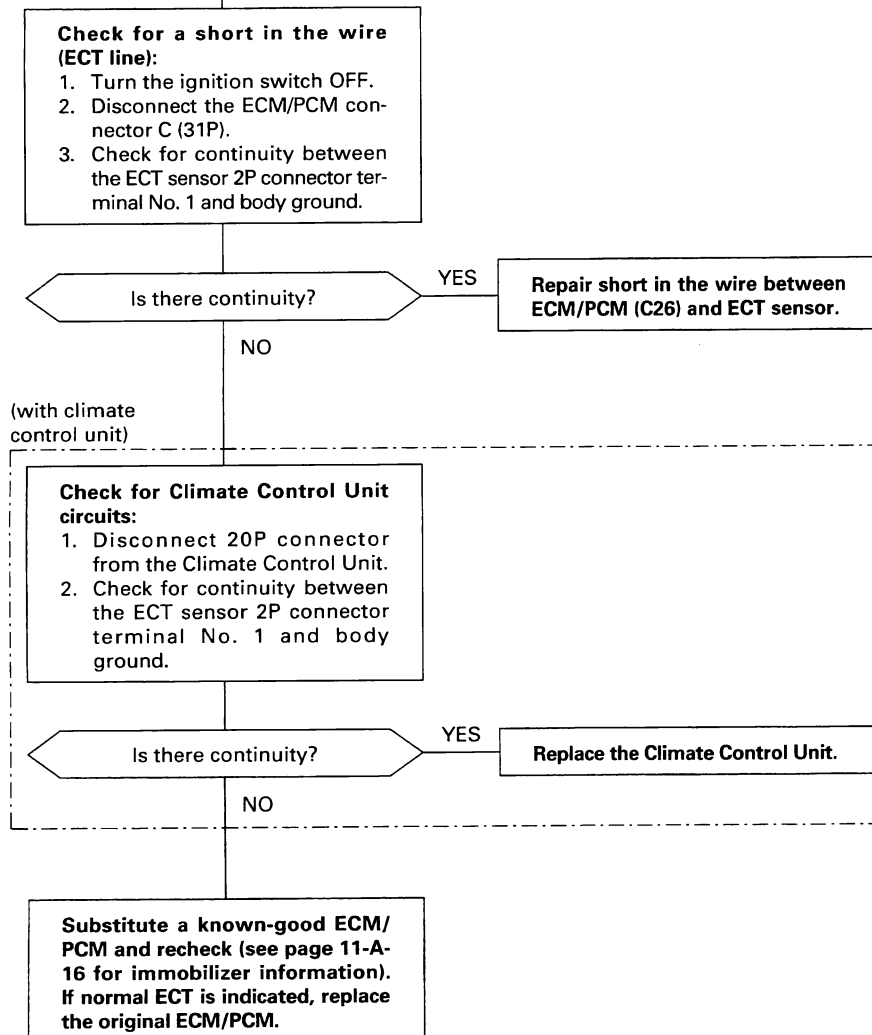 Check for a short in the wire
(ECT line):
1. Turn the ignition switch OFF.
2. Disconnect the ECM/PCM con-
nector C (31P).
3. Check for continuity between
the ECT sensor 2P connector ter-
minal No. 1 and body ground.
Is there continuity?
YES
Repair short in the wire between
ECM/PCM (C26) and ECT sensor.
NO
(with climate
control unit)
Check for Climate Control Unit
circuits:
1. Disconnect 20P connector
from the Climate Control Unit.
2. Check for continuity between
the ECT sensor 2P connector
terminal No. 1 and body
ground.
Is there continuity?
YES
Replace the Climate Control Unit.
NO
Substitute a known-good ECM/
PCM and recheck (see page 11-A-
16 for immobilizer information).
If normal ECT is indicated, replace
the original ECM/PCM.